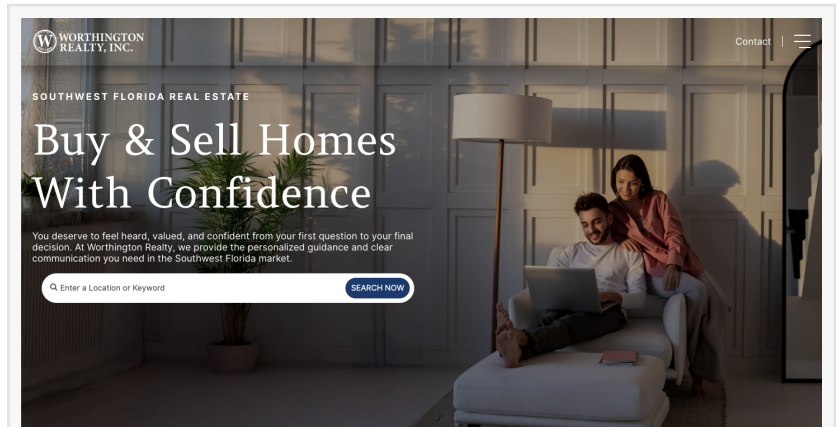 W
WORTHINGTON
REALTY, INC.
Contact |
SOUTHWEST FLORIDA REAL ESTATE
Buy & Sell Homes
With Confidence
You deserve to feel heard, valued, and confident from your first question to your final
decision. At Worthington Realty, we provide the personalized guidance and clear
communication you need in the Southwest Florida market.
Enter a Location or Keyword
SEARCH NOW